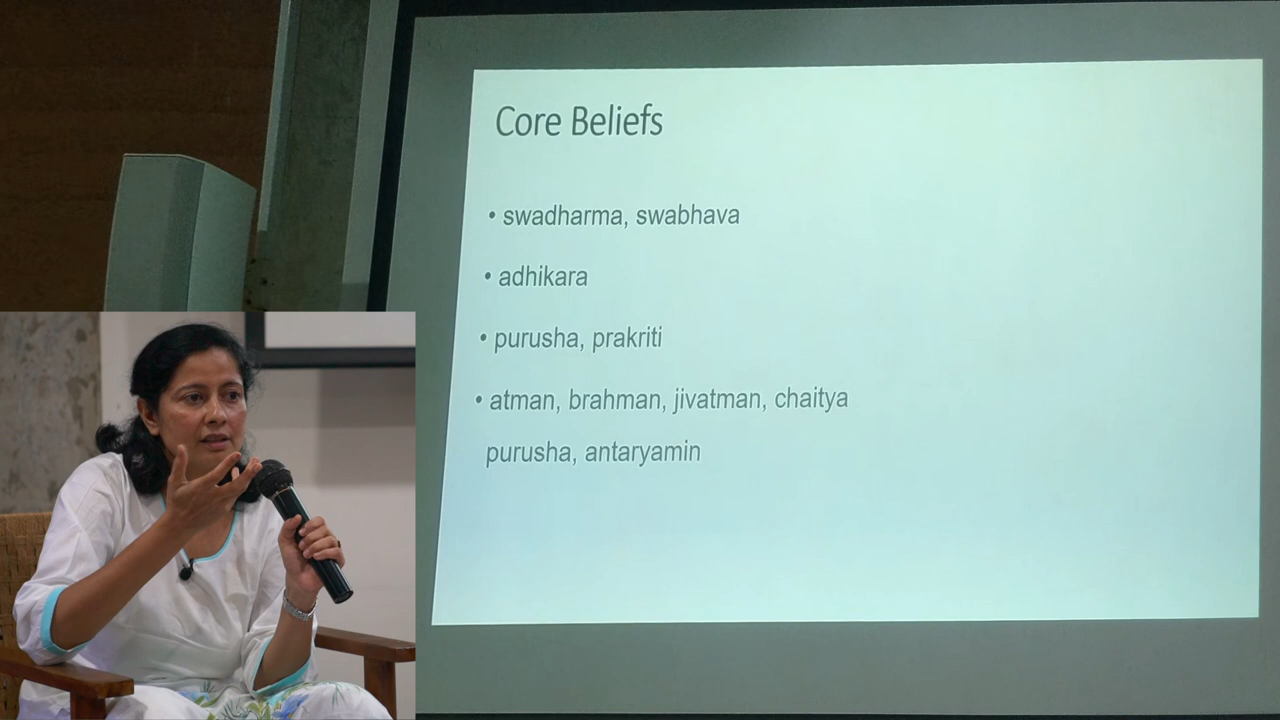 Core Beliefs
• swadharma, swabhava
• adhikara
• purusha, prakriti
• atman, brahman, jivatman, chaitya
purusha, antaryamin